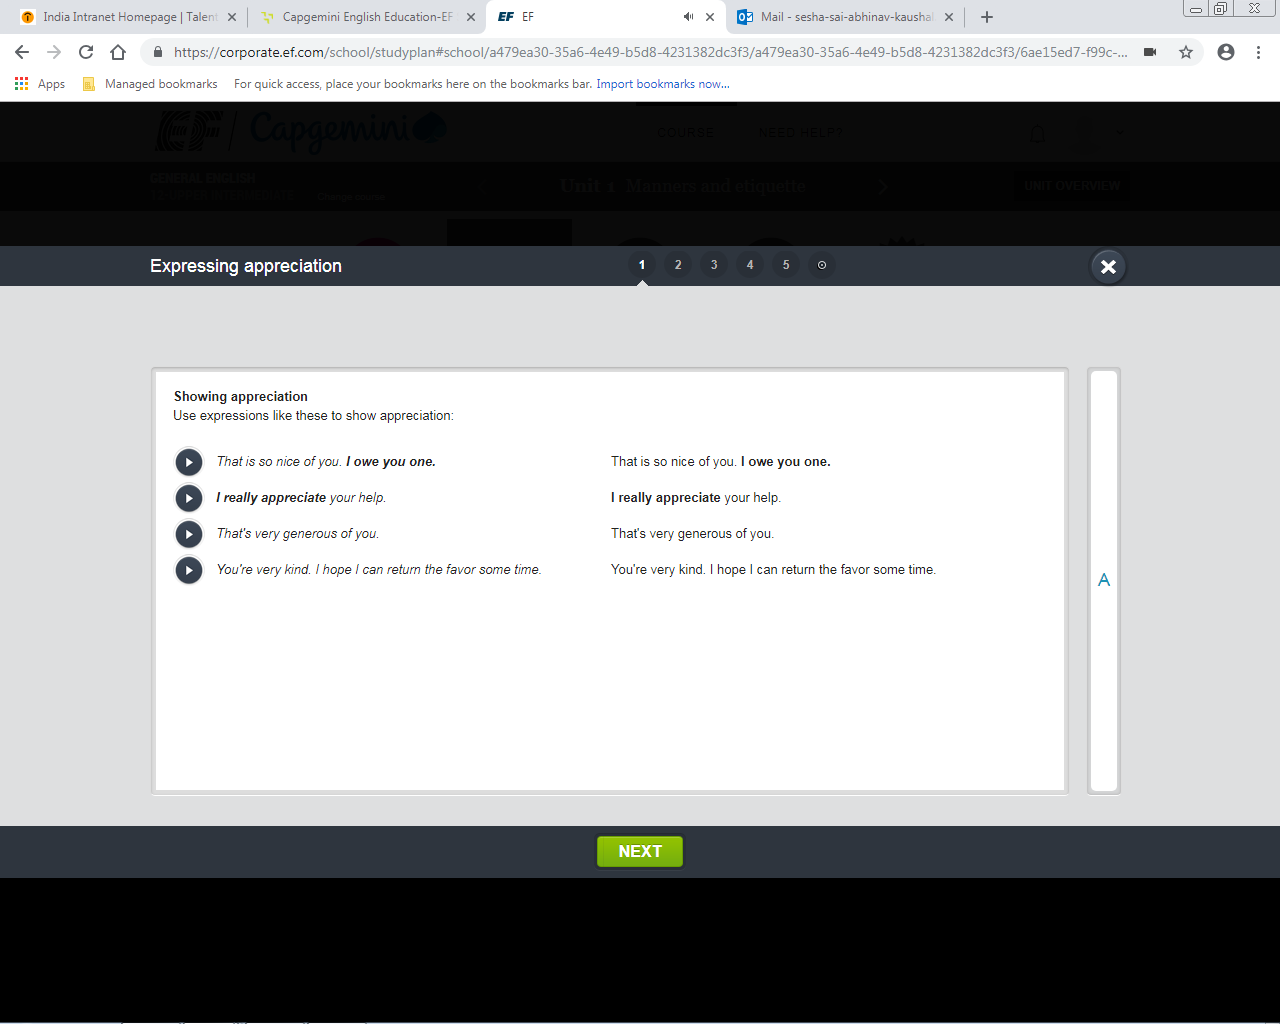 India Intranet Homepage | Talent
Capgemini English Education-EF
EF EF
Mail - sesha-sai-abhinav-kausha
https://corporate.ef.com/school/studyplan#school/a479ea30-35a6-4e49-b5d8-4231382dc3f3/a479ea30-35a6-4e49-b5d8-4231382dc3f3/6ae15ed7-f99c-...
Apps Managed bookmarks For quick access, place your bookmarks here on the bookmarks bar. Import bookmarks now...
EF Capgemini
COURSE NEED HELP?
GENERAL ENGLISH
Change course
Unit 1 Manners and etiquette
UNIT OVERVIEW
Expressing appreciation
1 2 3 4 5
Showing appreciation
Use expressions like these to show appreciation:
That is so nice of you. I owe you one. That is so nice of you. I owe you one.
I really appreciate your help. I really appreciate your help.
That's very generous of you. That's very generous of you.
You're very kind. I hope I can return the favor some time. You're very kind. I hope I can return the favor some time.
A
NEXT